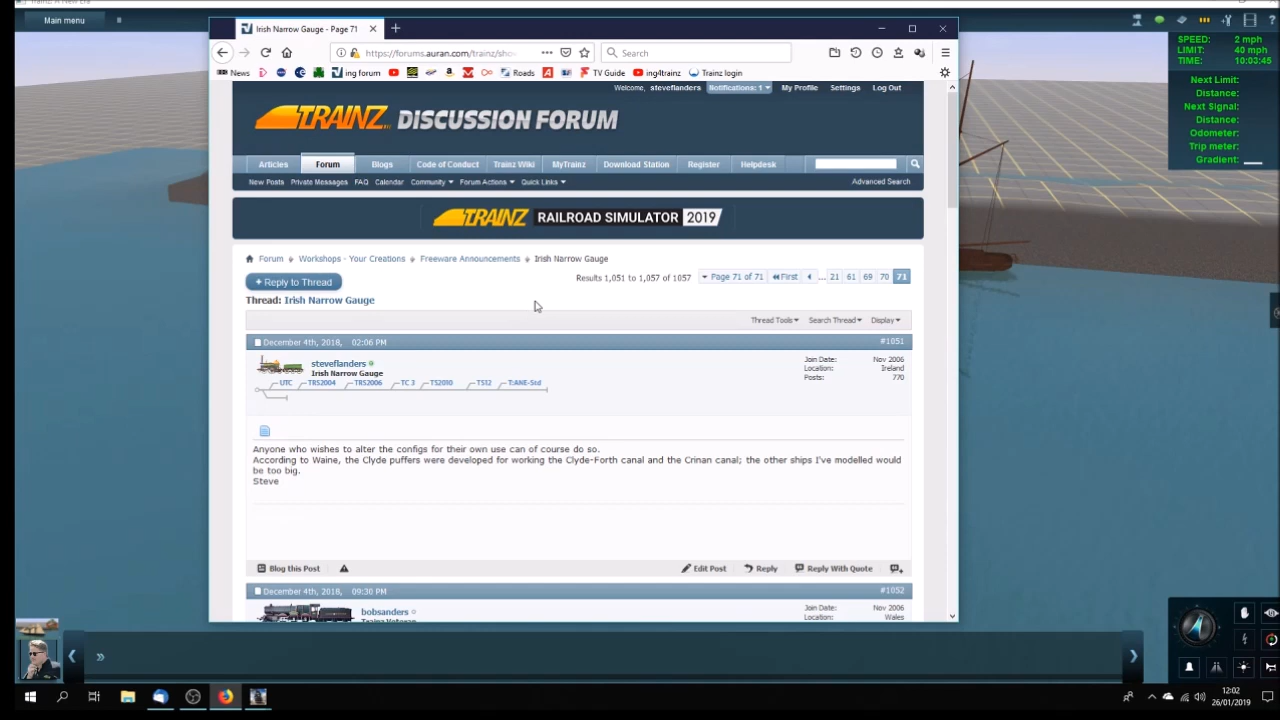 Trainz: A New Era
Main menu
Irish Narrow Gauge - Page 71
https://forums.auran.com/trainz/sho
Search
News
ing forum
Roads
TV Guide
ing4trainz
Trainz login
Welcome, steveflanders
Notifications: 1
My Profile
Settings
Log Out
TRAINZ DISCUSSION FORUM
Articles
Forum
Blogs
Code of Conduct
Trainz Wiki
MyTrainz
Download Station
Register
Helpdesk
New Posts
Private Messages
FAQ
Calendar
Community
Forum Actions
Quick Links
Advanced Search
TRAINZ RAILROAD SIMULATOR 2019
Forum
Workshops - Your Creations
Freeware Announcements
Irish Narrow Gauge
+ Reply to Thread
Results 1,051 to 1,057 of 1057
Page 71 of 71
First
... 21 61 69 70 71
Thread: Irish Narrow Gauge
Thread Tools
Search Thread
Display
December 4th, 2018, 02:06 PM
#1051
steveflanders
Irish Narrow Gauge
UTC TRS2004 TRS2006 TC 3 TS2010 TS12 T:ANE-Std
Join Date: Nov 2006
Location: Ireland
Posts: 770
Anyone who wishes to alter the configs for their own use can of course do so.
According to Waine, the Clyde puffers were developed for working the Clyde-Forth canal and the Crinan canal; the other ships I've modelled would
be too big.
Steve
Blog this Post
Edit Post
Reply
Reply With Quote
December 4th, 2018, 09:30 PM
#1052
bobsanders
Trainz Veteran
Join Date: Nov 2006
Location: Wales
SPEED: 2 mph
LIMIT: 40 mph
TIME: 10:03:45
Next Limit:
Distance:
Next Signal:
Distance:
Odometer:
Trip meter:
Gradient:
12:02
26/01/2019